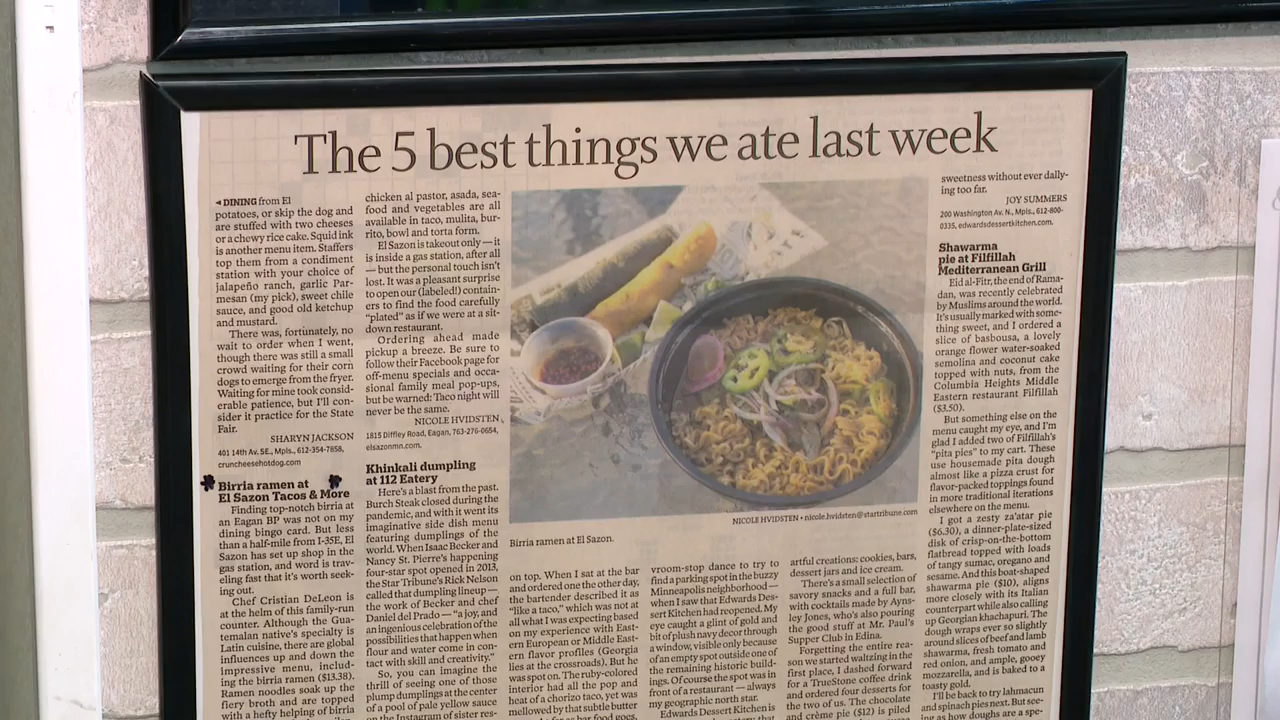 The 5 best things we ate last week
◂ DINING from E1
potatoes, or skip the dog and
are stuffed with two cheeses
or a chewy rice cake. Squid ink
is another menu item. Staffers
top them from a condiment
station with your choice of
jalapeño ranch, garlic Par-
mesan (my pick), sweet chile
sauce, and good old ketchup
and mustard.
There was, fortunately, no
wait to order when I went,
though there was still a small
crowd waiting for their corn
dogs to emerge from the fryer.
Waiting for mine took consid-
erable patience, but I'll con-
sider it practice for the State
Fair.
SHARYN JACKSON
401 14th Av. SE., Mpls., 612-354-7858,
cruncheesehotdog.com
Birria ramen at
El Sazon Tacos & More
Finding top-notch birria at
an Eagan BP was not on my
dining bingo card. But less
than a half-mile from I-35E, El
Sazon has set up shop in the
gas station, and word is trav-
eling fast that it's worth seek-
ing out.
Chef Cristian DeLeon is
at the helm of this family-run
counter. Although the Gua-
temalan native's specialty is
Latin cuisine, there are global
influences up and down the
impressive menu, includ-
ing the birria ramen ($13.38).
Ramen noodles soak up the
fiery broth and are topped
with a hefty helping of birria
chicken al pastor, asada, sea-
food and vegetables are all
available in taco, mulita, bur-
rito, bowl and torta form.
El Sazon is takeout only — it
is inside a gas station, after all
— but the personal touch isn't
lost. It was a pleasant surprise
to open our (labeled!) contain-
ers to find the food carefully
"plated" as if we were at a sit-
down restaurant.
Ordering ahead made
pickup a breeze. Be sure to
follow their Facebook page for
off-menu specials and occa-
sional family meal pop-ups,
but be warned: Taco night will
never be the same.
NICOLE HVIDSTEN
1815 Diffley Road, Eagan, 763-276-0654,
elsazonmn.com.
Khinkali dumpling
at 112 Eatery
Here's a blast from the past.
Burch Steak closed during the
pandemic, and with it went its
imaginative side dish menu
featuring dumplings of the
world. When Isaac Becker and
Nancy St. Pierre's happening
four-star spot opened in 2013,
the Star Tribune's Rick Nelson
called that dumpling lineup —
the work of Becker and chef
Daniel del Prado — "a joy, and
an ingenious celebration of the
possibilities that happen when
flour and water come in con-
tact with skill and creativity."
So, you can imagine the
thrill of seeing one of those
plump dumplings at the center
of a pool of pale yellow sauce
on the Instagram of sister res-
NICOLE HVIDSTEN • nicole.hvidsten@startribune.com
Birria ramen at El Sazon.
on top. When I sat at the bar
and ordered one the other day,
the bartender described it as
"like a taco," which was not at
all what I was expecting based
on my experience with East-
ern European or Middle East-
ern flavor profiles (Georgia
lies at the crossroads). But he
was spot on. The ruby-colored
interior had all the pop and
heat of a chorizo taco, yet was
mellowed by that subtle butter
vroom-stop dance to try to
find a parking spot in the buzzy
Minneapolis neighborhood —
when I saw that Edwards Des-
sert Kitchen had reopened. My
eye caught a glint of gold and
bit of plush navy decor through
a window, visible only because
of an empty spot outside one of
the remaining historic build-
ings. Of course the spot was in
front of a restaurant — always
my geographic north star.
Edwards Dessert Kitchen is
artful creations: cookies, bars,
dessert jars and ice cream.
There's a small selection of
savory snacks and a full bar,
with cocktails made by Ayns-
ley Jones, who's also pouring
the good stuff at Mr. Paul's
Supper Club in Edina.
Forgetting the entire rea-
son we started waltzing in the
first place, I dashed forward
for a TrueStone coffee drink
and ordered four desserts for
the two of us. The chocolate
and crème pie ($12) is piled
sweetness without ever dally-
ing too far.
JOY SUMMERS
200 Washington Av. N., Mpls., 612-800-
0335, edwardsdessertkitchen.com.
Shawarma
pie at Filfillah
Mediterranean Grill
Eid al-Fitr, the end of Rama-
dan, was recently celebrated
by Muslims around the world.
It's usually marked with some-
thing sweet, and I ordered a
slice of basbousa, a lovely
orange flower water-soaked
semolina and coconut cake
topped with nuts, from the
Columbia Heights Middle
Eastern restaurant Filfillah
($3.50).
But something else on the
menu caught my eye, and I'm
glad I added two of Filfillah's
"pita pies" to my cart. These
use housemade pita dough
almost like a pizza crust for
flavor-packed toppings found
in more traditional iterations
elsewhere on the menu.
I got a zesty za'atar pie
($6.30), a dinner-plate-sized
disk of crisp-on-the-bottom
flatbread topped with loads
of tangy sumac, oregano and
sesame. And this boat-shaped
shawarma pie ($10), aligns
more closely with its Italian
counterpart while also calling
up Georgian khachapuri. The
dough wraps ever so slightly
around slices of beef and lamb
shawarma, fresh tomato and
red onion, and ample, gooey
mozzarella, and is baked to a
toasty gold.
I'll be back to try lahmacun
and spinach pies next. But see-
ing as how doughs are a spe-